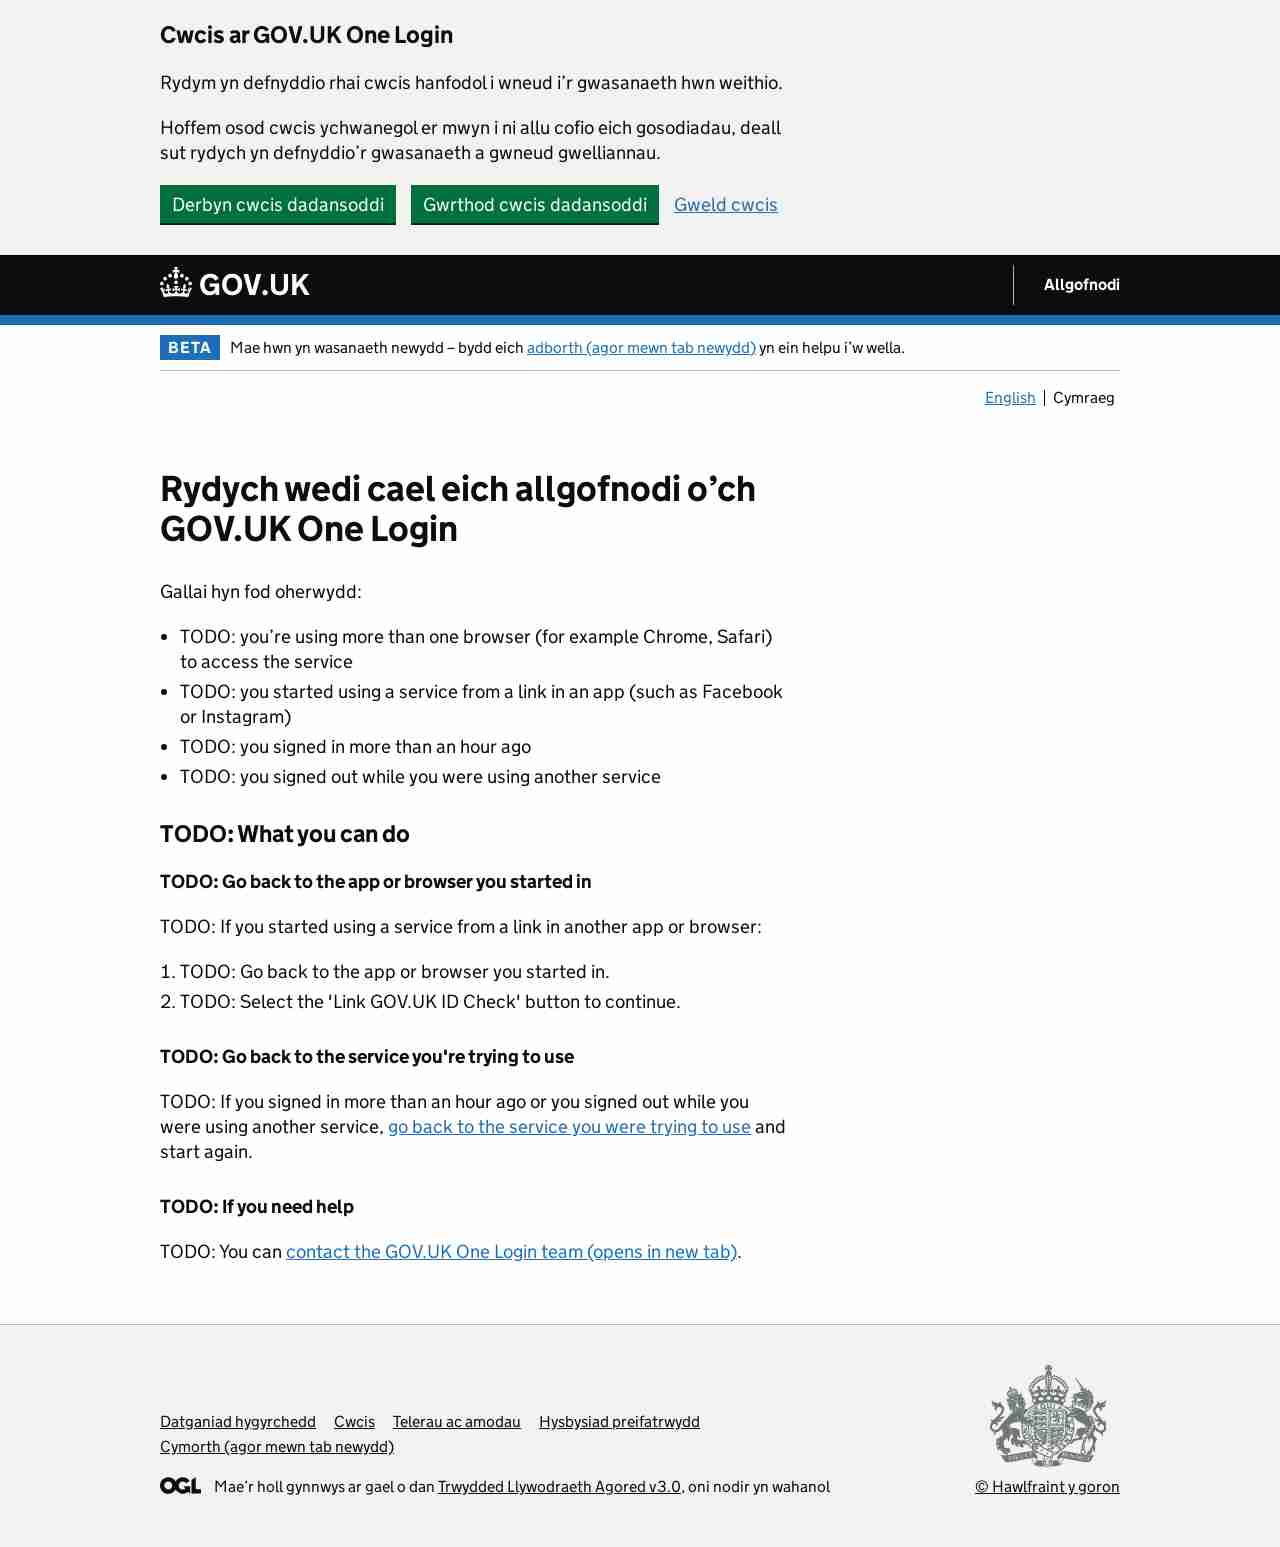 Cwcis ar GOV.UK One Login
Rydym yn defnyddio rhai cwcis hanfodol i wneud i’r gwasanaeth hwn weithio.
Hoffem osod cwcis ychwanegol er mwyn i ni allu cofio eich gosodiadau, deall
sut rydych yn defnyddio’r gwasanaeth a gwneud gwelliannau.
Derbyn cwcis dadansoddi Gwrthod cwcis dadansoddi Gweld cwcis
GOV.UK Allgofnodi
BETA Mae hwn yn wasanaeth newydd – bydd eich adborth (agor mewn tab newydd) yn ein helpu i’w wella.
English Cymraeg
Rydych wedi cael eich allgofnodi o’ch
GOV.UK One Login
Gallai hyn fod oherwydd:
• TODO: you’re using more than one browser (for example Chrome, Safari)
to access the service
• TODO: you started using a service from a link in an app (such as Facebook
or Instagram)
• TODO: you signed in more than an hour ago
• TODO: you signed out while you were using another service
TODO: What you can do
TODO: Go back to the app or browser you started in
TODO: If you started using a service from a link in another app or browser:
1. TODO: Go back to the app or browser you started in.
2. TODO: Select the 'Link GOV.UK ID Check' button to continue.
TODO: Go back to the service you're trying to use
TODO: If you signed in more than an hour ago or you signed out while you
were using another service, go back to the service you were trying to use and
start again.
TODO: If you need help
TODO: You can contact the GOV.UK One Login team (opens in new tab).
Datganiad hygyrchedd Cwcis Telerau ac amodau Hysbysiad preifatrwydd
Cymorth (agor mewn tab newydd)
OGL Mae’r holl gynnwys ar gael o dan Trwydded Llywodraeth Agored v3.0, oni nodir yn wahanol
© Hawlfraint y goron